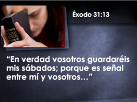 Éxodo 31:13
“En verdad vosotros guardaréis
mis sábados; porque es señal
entre mí y vosotros…”